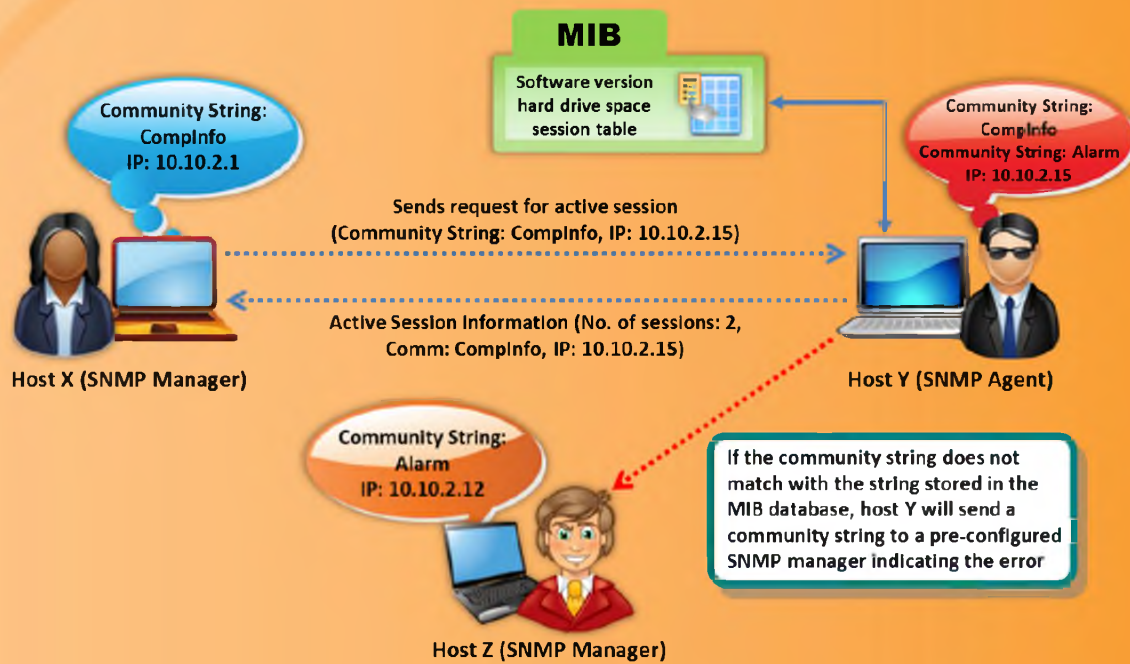 MIB
Software version
hard drive space
session table
Community String:
CompInfo
IP: 10.10.2.1
Community String:
CompInfo
Community String: Alarm
IP: 10.10.2.15
Sends request for active session
(Community String: CompInfo, IP: 10.10.2.15)
Active Session Information (No. of sessions: 2,
Comm: CompInfo, IP: 10.10.2.15)
Host X (SNMP Manager)
Host Y (SNMP Agent)
Community String:
Alarm
IP: 10.10.2.12
If the community string does not
match with the string stored in the
MIB database, host Y will send a
community string to a pre-configured
SNMP manager indicating the error
Host Z (SNMP Manager)